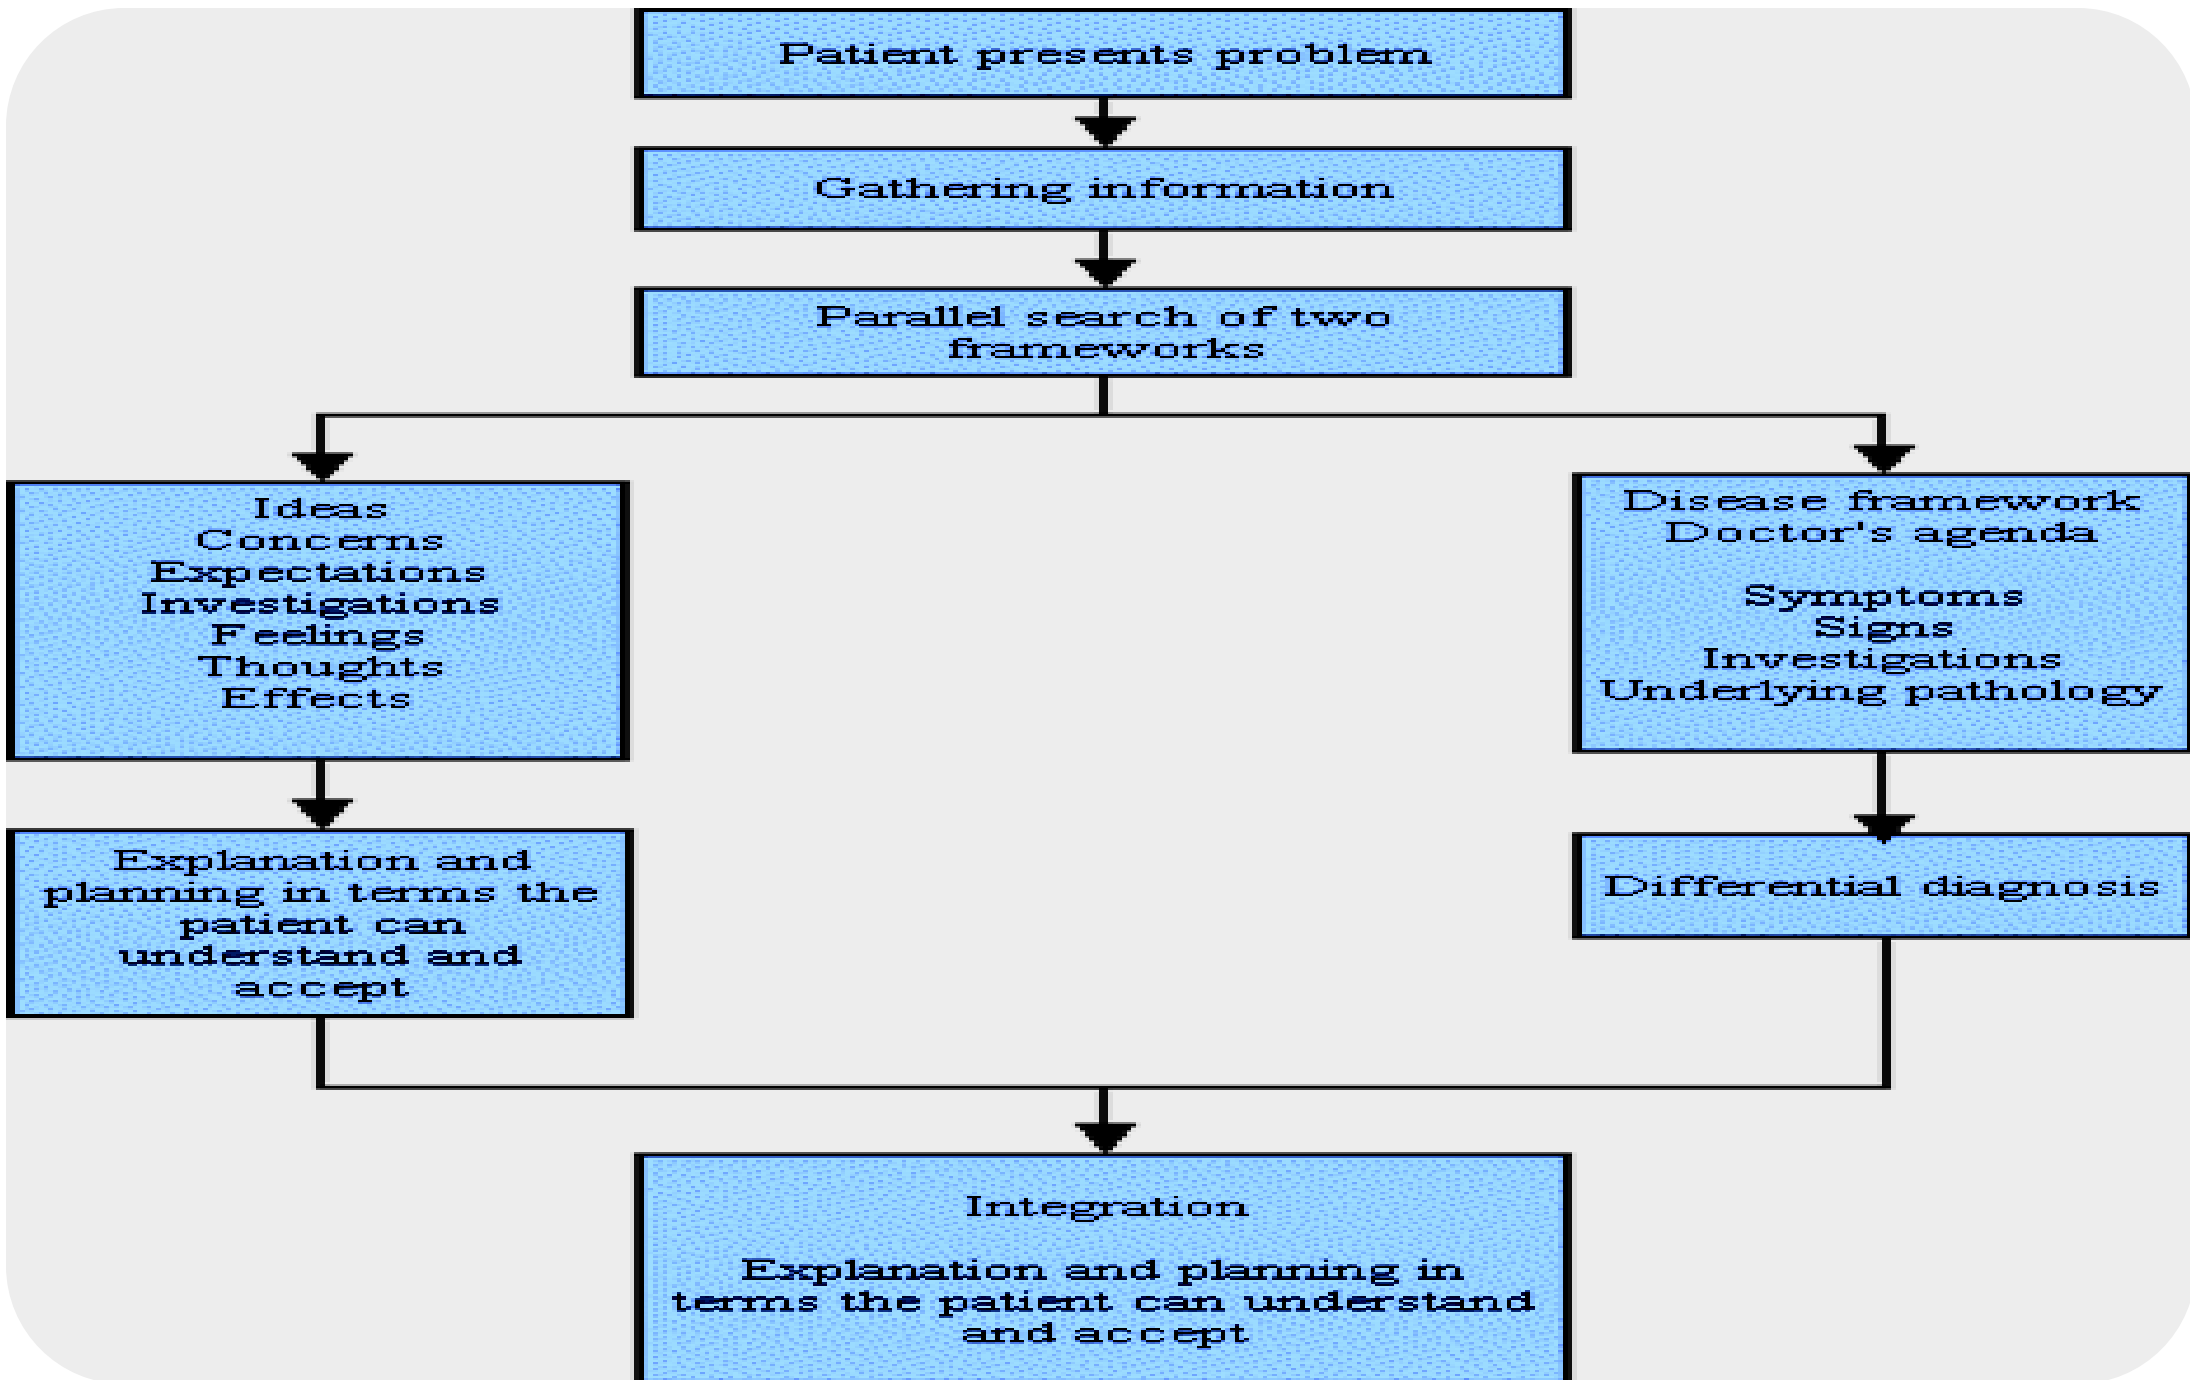 Patient presents problem
Gathering information
Parallel search of two
frameworks
Ideas
Concerns
Expectations
Investigations
Feelings
Thoughts
Effects
Disease framework
Doctor's agenda
Symptoms
Signs
Investigations
Underlying pathology
Explanation and
planning in terms the
patient can
understand and
accept
Differential diagnosis
Integration
Explanation and planning in
terms the patient can understand
and accept